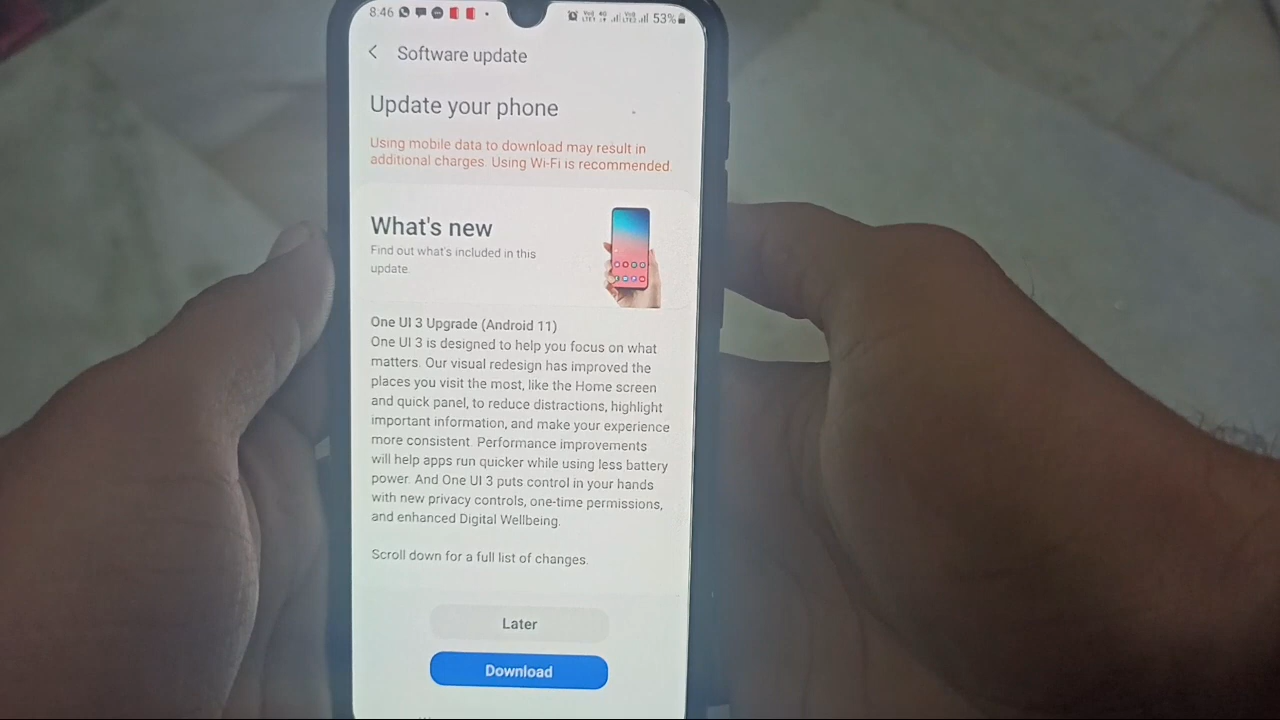 8:46 53%
Software update
Update your phone
Using mobile data to download may result in
additional charges. Using Wi-Fi is recommended.
What's new
Find out what's included in this
update.
One UI 3 Upgrade (Android 11)
One UI 3 is designed to help you focus on what
matters. Our visual redesign has improved the
places you visit the most, like the Home screen
and quick panel, to reduce distractions, highlight
important information, and make your experience
more consistent. Performance improvements
will help apps run quicker while using less battery
power. And One UI 3 puts control in your hands
with new privacy controls, one-time permissions,
and enhanced Digital Wellbeing.
Scroll down for a full list of changes.
Later
Download